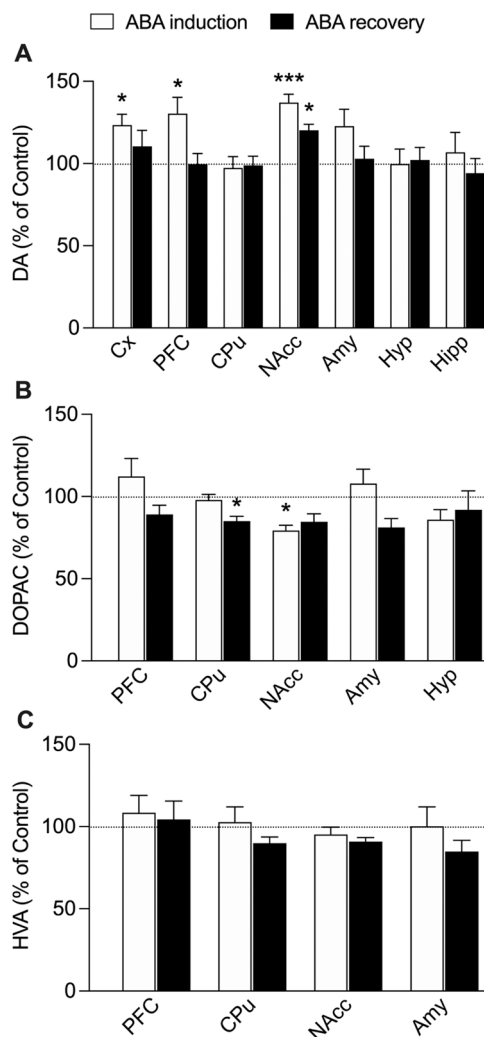 ABA induction ABA recovery
A
***
* * *
150
100
50
0
DA (% of Control)
Cx PFC CPu NAcc Amy Hyp Hipp
B
150
100
50
0
* *
DOPAC (% of Control)
PFC CPu NAcc Amy Hyp
C
150
100
50
0
HVA (% of Control)
PFC CPu NAcc Amy